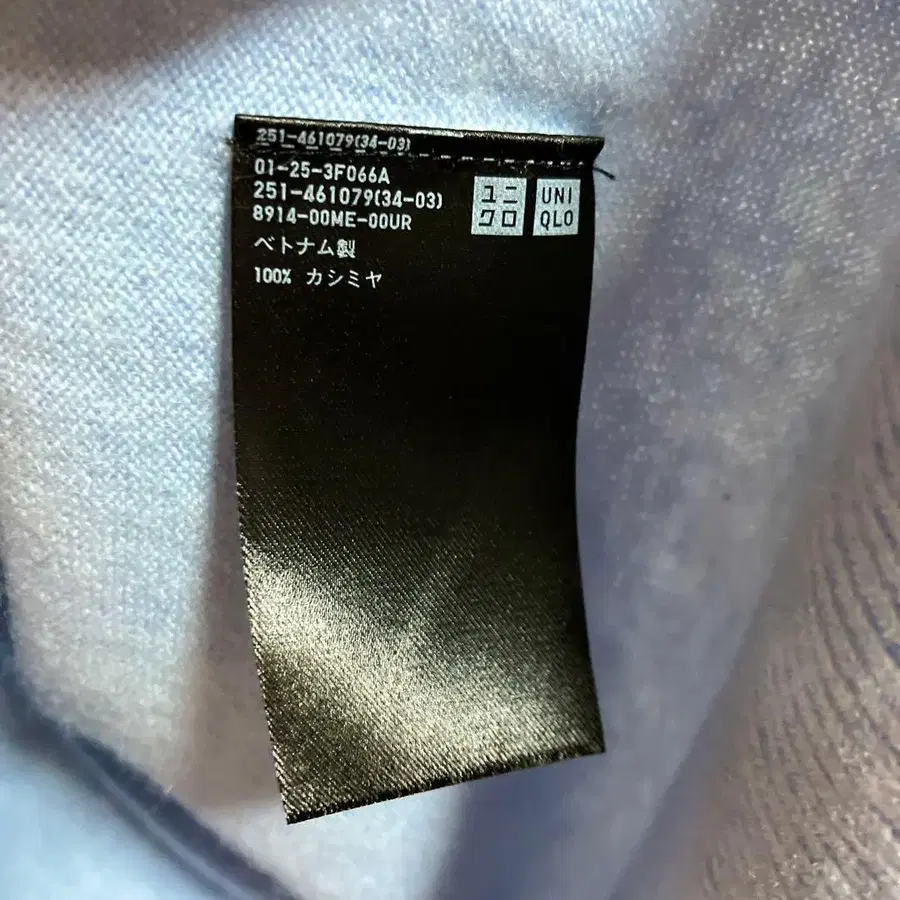 251-461079(34-03)
01-25-3F066A
251-461079(34-03)
8914-00ME-00UR
ベトナム製
100% カシミヤ
ユニ
クロ
UNI
QLO